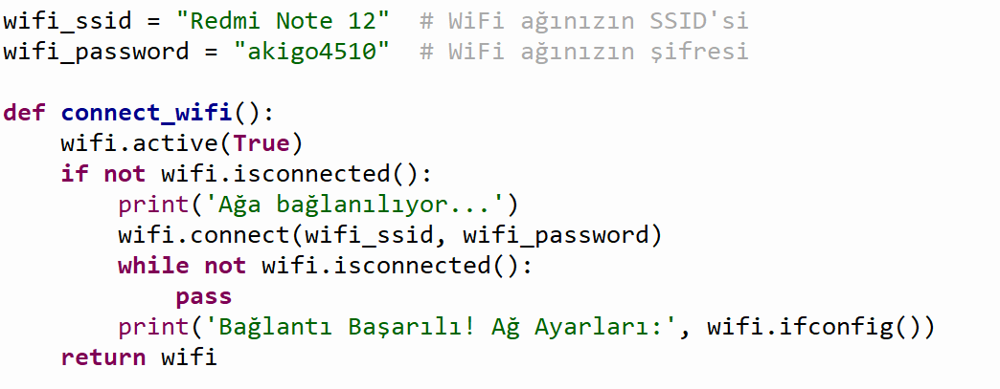 wifi_ssid = "Redmi Note 12"  # WiFi ağınızın SSID'si
wifi_password = "akigo4510"  # WiFi ağınızın şifresi

def connect_wifi():
    wifi.active(True)
    if not wifi.isconnected():
        print('Ağa bağlanılıyor...')
        wifi.connect(wifi_ssid, wifi_password)
        while not wifi.isconnected():
            pass
        print('Bağlantı Başarılı! Ağ Ayarları:', wifi.ifconfig())
    return wifi